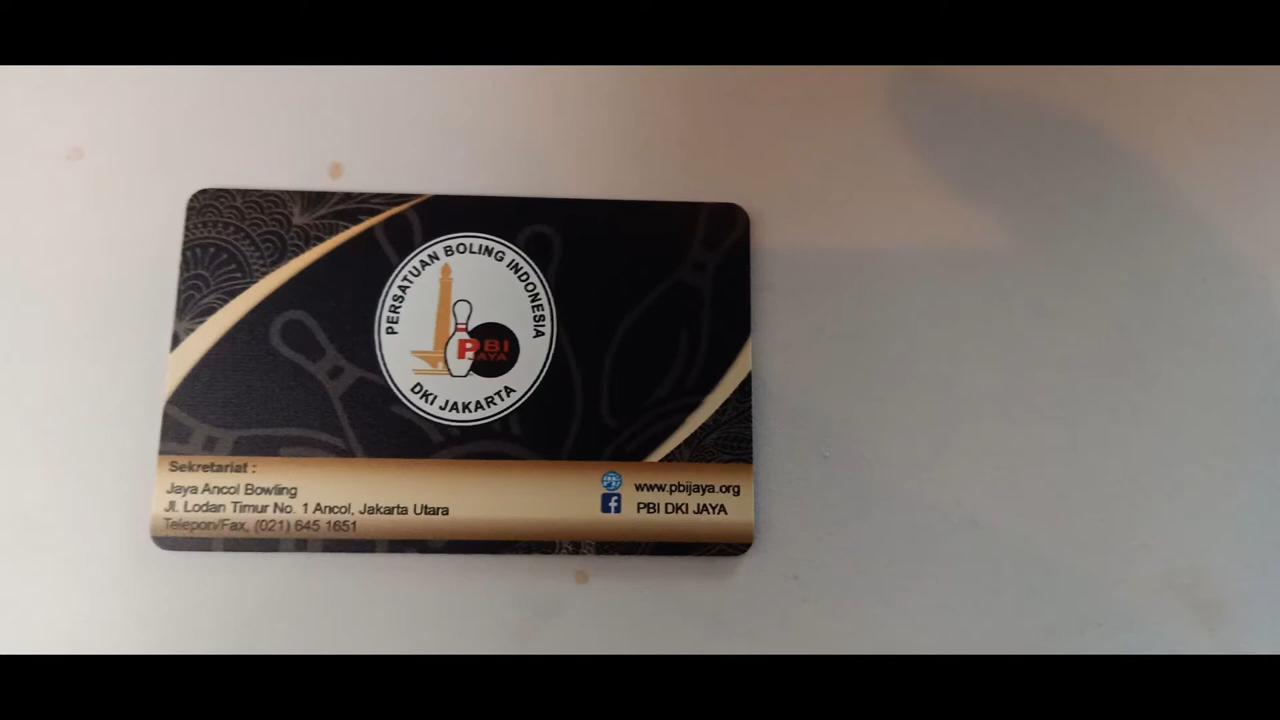 PERSATUAN BOLING INDONESIA
PBI
JAYA
DKI JAKARTA
Sekretariat :
Jaya Ancol Bowling
Jl. Lodan Timur No. 1 Ancol, Jakarta Utara
Telepon/Fax, (021) 645 1651
www.pbijaya.org
PBI DKI JAYA